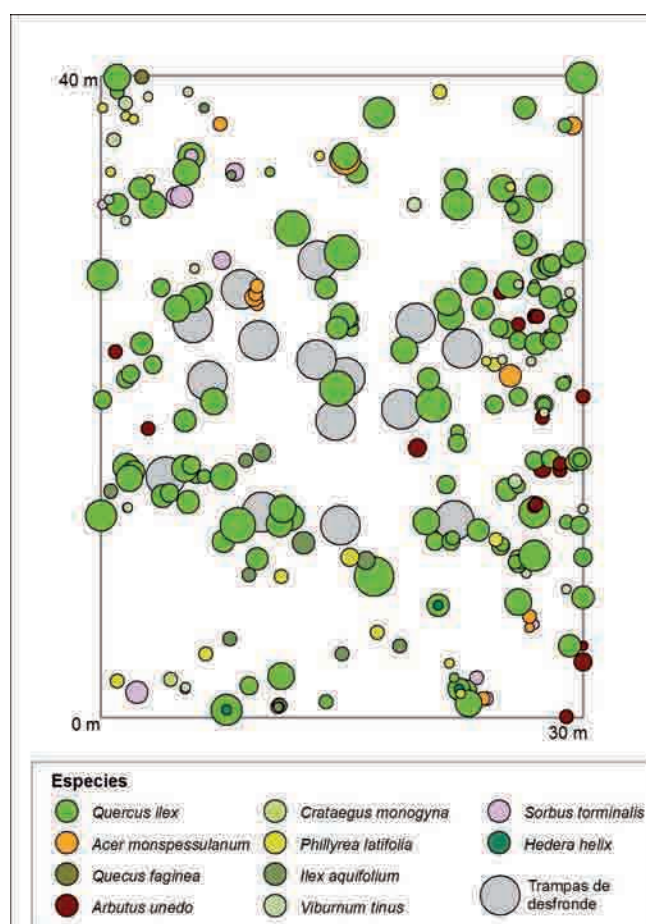 40 m
0 m
30 m
Especies
Quercus ilex
Acer monspessulanum
Quecus faginea
Arbutus unedo
Crataegus monogyna
Phillyrea latifolia
Ilex aquifolium
Viburnum tinus
Sorbus torminalis
Hedera helix
Trampas de
desfronde